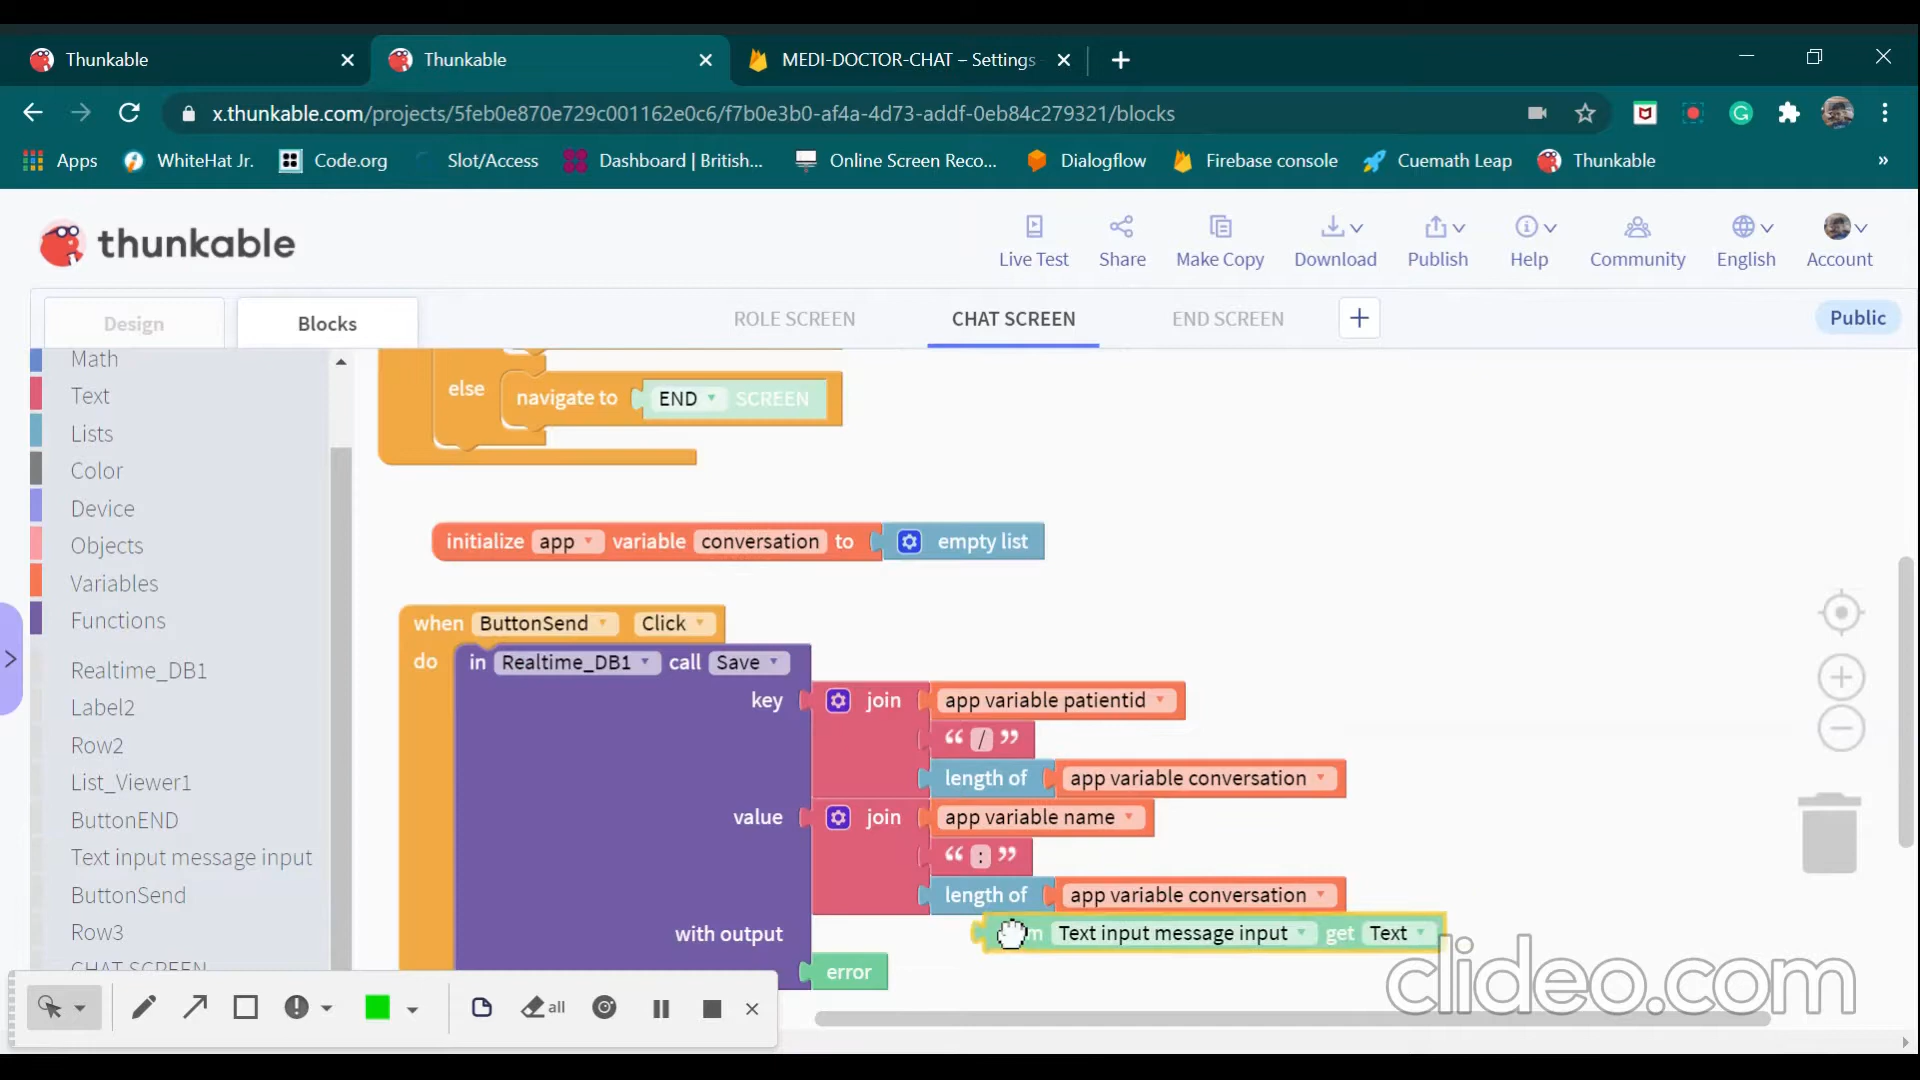 Thunkable
Thunkable
MEDI-DOCTOR-CHAT – Settings
x.thunkable.com/projects/5feb0e870e729c001162e0c6/f7b0e3b0-af4a-4d73-addf-0eb84c279321/blocks
Apps
WhiteHat Jr.
Code.org
Slot/Access
Dashboard | British...
Online Screen Reco...
Dialogflow
Firebase console
Cuemath Leap
Thunkable
»
thunkable
Live Test
Share
Make Copy
Download
Publish
Help
Community
English
Account
Design
Blocks
ROLE SCREEN
CHAT SCREEN
END SCREEN
Public
Math
Text
Lists
Color
Device
Objects
Variables
Functions
Realtime_DB1
Label2
Row2
List_Viewer1
ButtonEND
Text input message input
ButtonSend
Row3
CHAT SCREEN
else
navigate to END SCREEN
initialize app variable conversation to empty list
when ButtonSend Click
do in Realtime_DB1 call Save
key join app variable patientid
“ / ”
length of app variable conversation
value join app variable name
“ : ”
length of app variable conversation
with output
Text input message input get Text
error
all
clideo.com